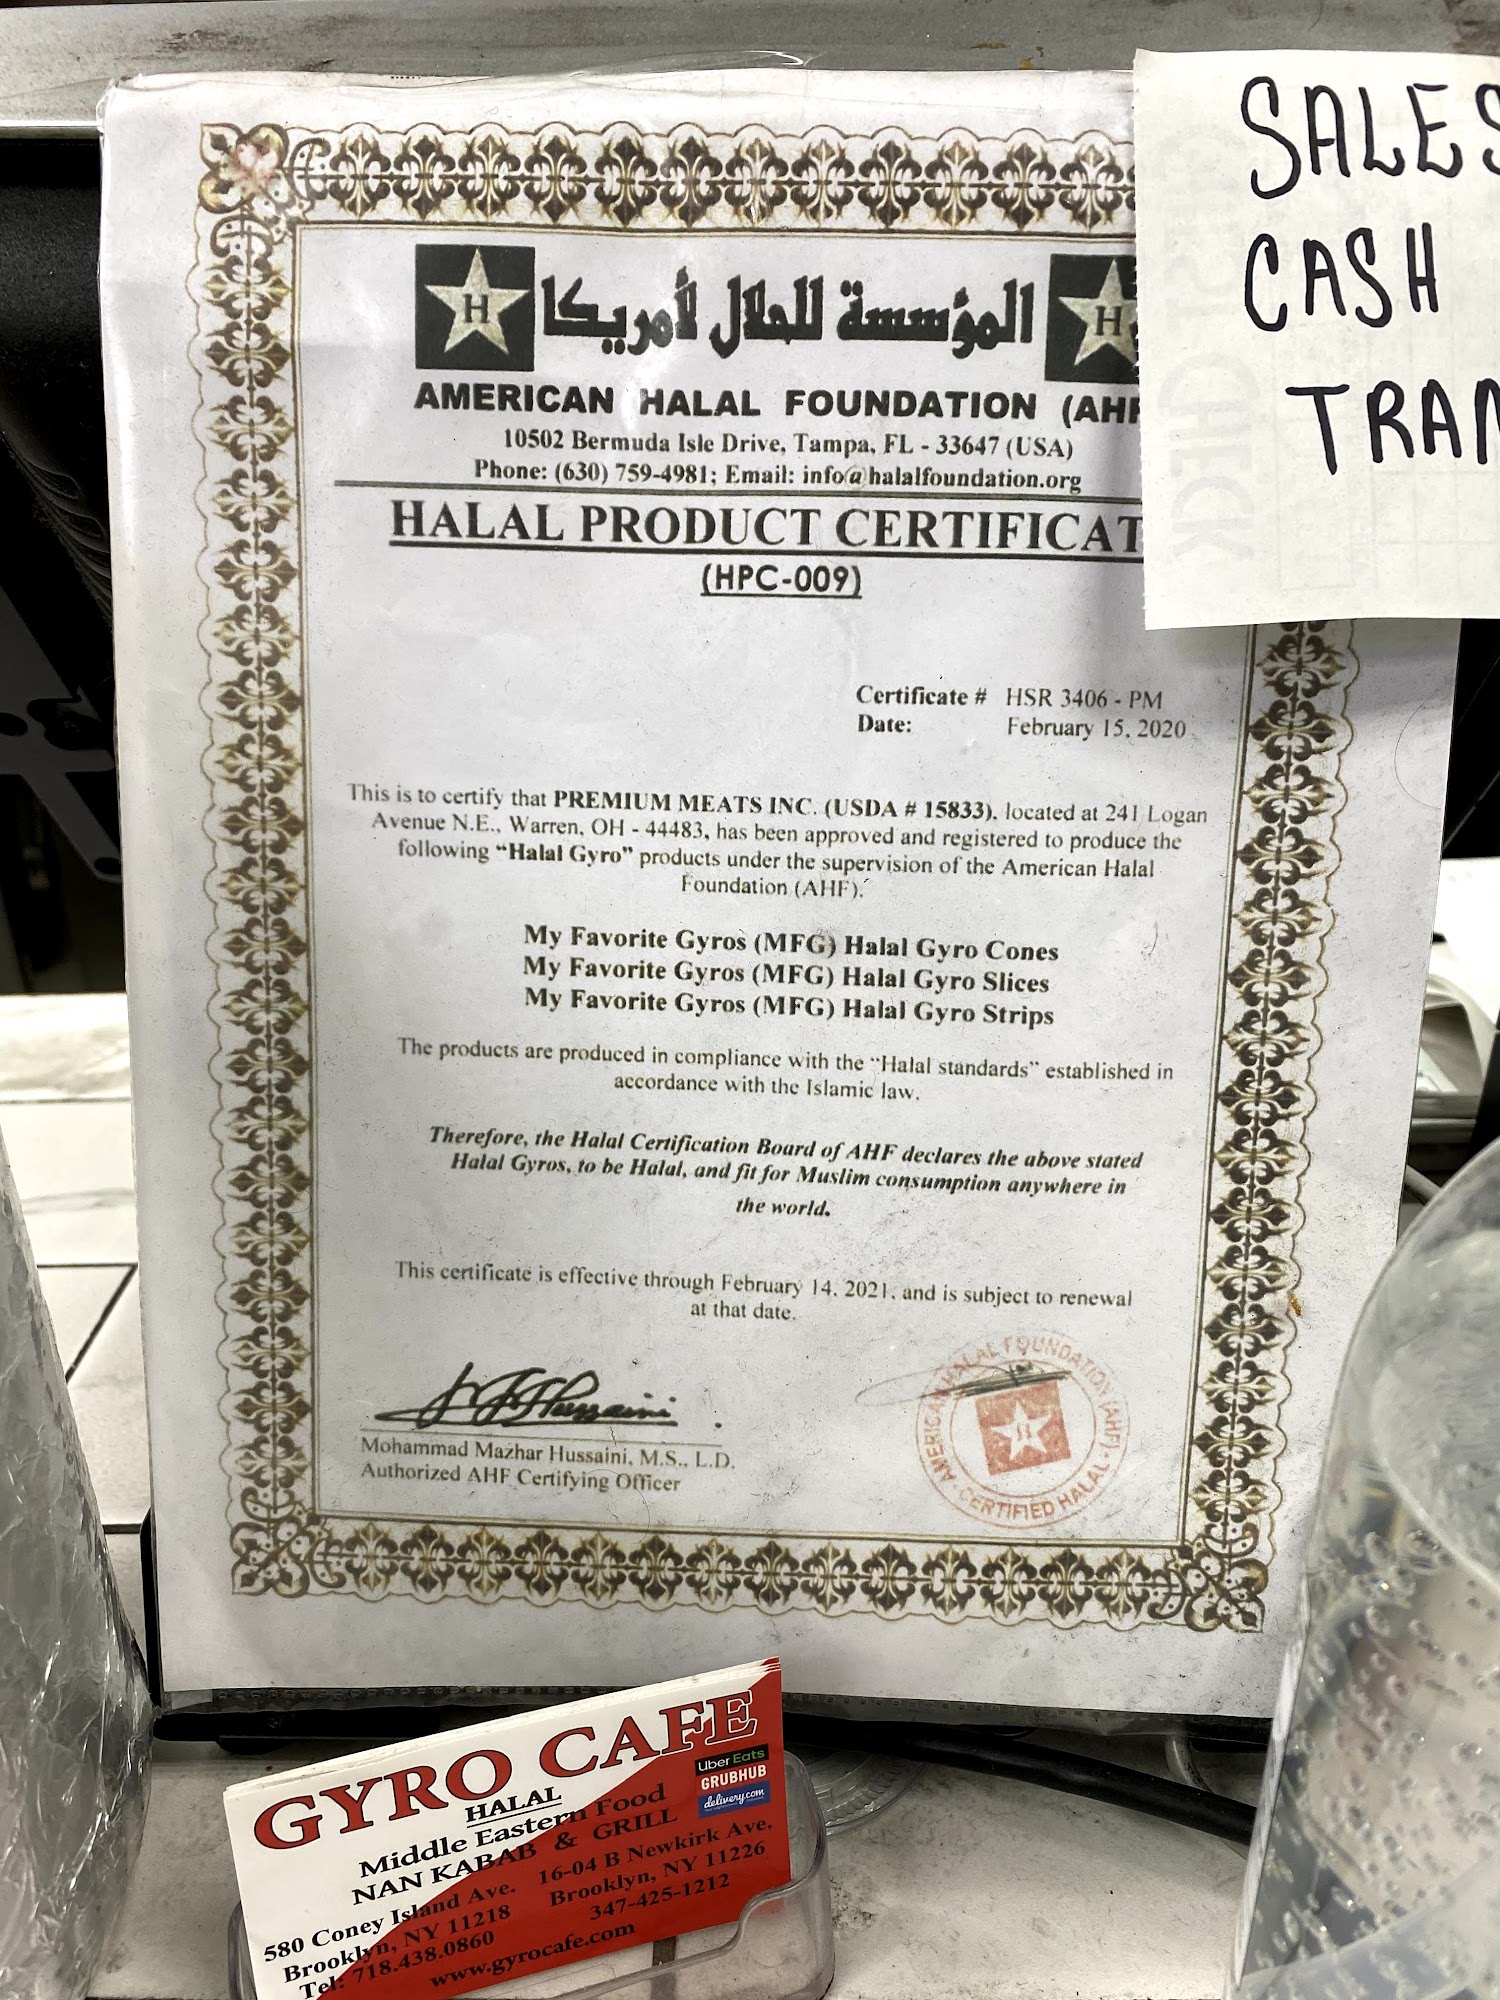 H
المؤسسة للحلال لأمريكا
H
AMERICAN HALAL FOUNDATION (AHF
10502 Bermuda Isle Drive, Tampa, FL - 33647 (USA)
Phone: (630) 759-4981; Email: info@halalfoundation.org
HALAL PRODUCT CERTIFICAT
(HPC-009)
Certificate # HSR 3406 - PM
Date: February 15, 2020
This is to certify that PREMIUM MEATS INC. (USDA # 15833), located at 241 Logan
Avenue N.E., Warren, OH - 44483, has been approved and registered to produce the
following “Halal Gyro” products under the supervision of the American Halal
Foundation (AHF).
My Favorite Gyros (MFG) Halal Gyro Cones
My Favorite Gyros (MFG) Halal Gyro Slices
My Favorite Gyros (MFG) Halal Gyro Strips
The products are produced in compliance with the “Halal standards” established in
accordance with the Islamic law.
Therefore, the Halal Certification Board of AHF declares the above stated
Halal Gyros, to be Halal, and fit for Muslim consumption anywhere in
the world.
This certificate is effective through February 14, 2021, and is subject to renewal
at that date.
Hussaini
Mohammad Mazhar Hussaini, M.S., L.D.
Authorized AHF Certifying Officer
AMERICAN HALAL FOUNDATION (AHF)
H
CERTIFIED HALAL
SALES
CASH
TRAN
GYRO CAFE
HALAL
Middle Eastern Food
NAN KABAB & GRILL
Uber Eats
GRUBHUB
delivery.com
580 Coney Island Ave.
Brooklyn, NY 11218
Tel: 718.438.0860
16-04 B Newkirk Ave.
Brooklyn, NY 11226
347-425-1212
www.gyrocafe.com